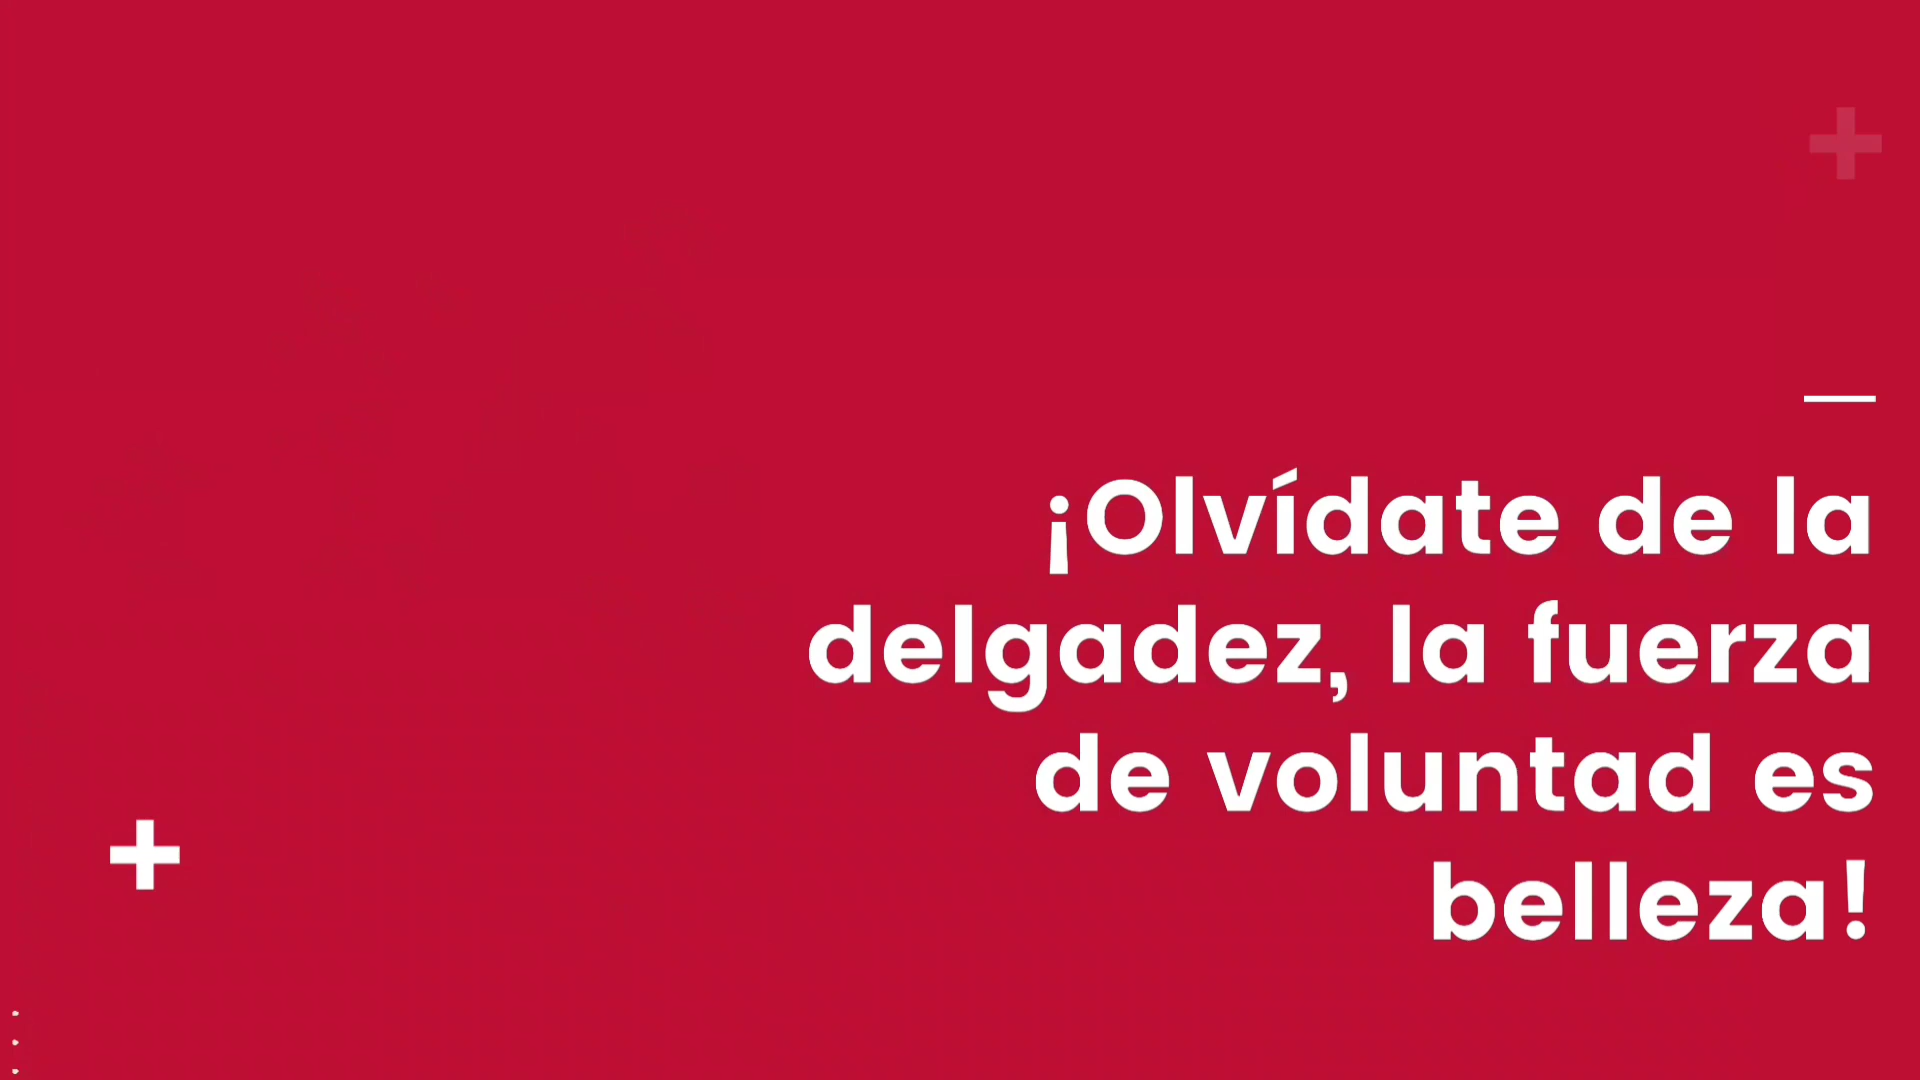 ¡Olvídate de la
delgadez, la fuerza
de voluntad es
belleza!